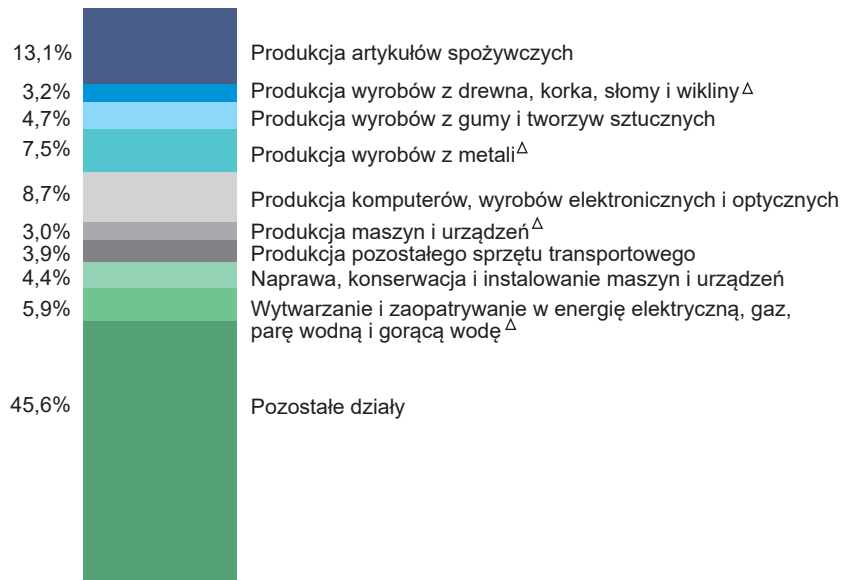 13,1% Produkcja artykułów spożywczych
3,2% Produkcja wyrobów z drewna, korka, słomy i wikliny Δ
4,7% Produkcja wyrobów z gumy i tworzyw sztucznych
7,5% Produkcja wyrobów z metali Δ
8,7% Produkcja komputerów, wyrobów elektronicznych i optycznych
3,0% Produkcja maszyn i urządzeń Δ
3,9% Produkcja pozostałego sprzętu transportowego
4,4% Naprawa, konserwacja i instalowanie maszyn i urządzeń
5,9% Wytwarzanie i zaopatrywanie w energię elektryczną, gaz,
parę wodną i gorącą wodę Δ
45,6% Pozostałe działy